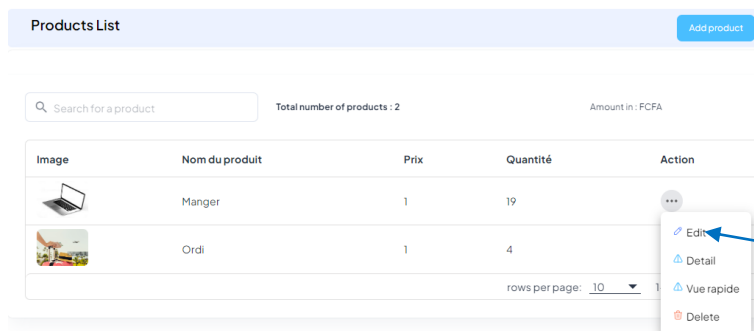 Products List
Add product
Search for a product
Total number of products : 2
Amount in : FCFA
Image Nom du produit Prix Quantité Action
Manger 1 19
Edit
Ordi 1 4
Detail
rows per page: 10 1
Vue rapide
Delete